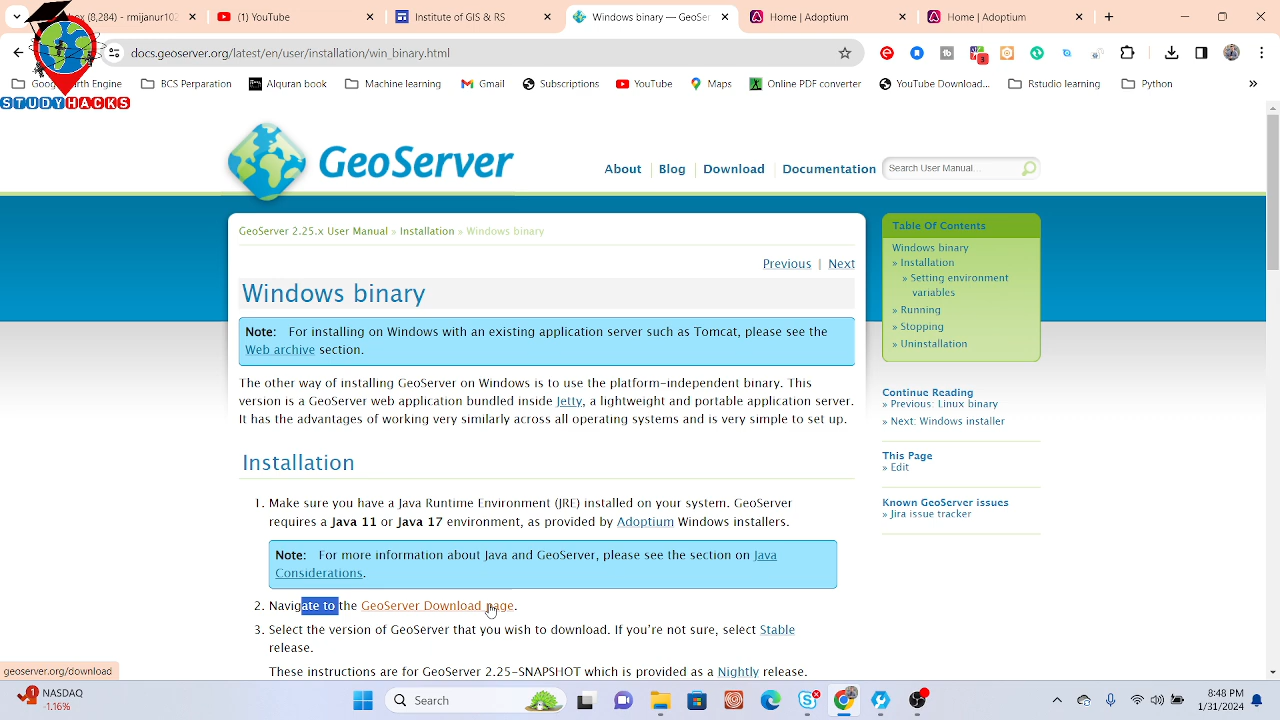 box (8,284) - mijanur103
(1) YouTube
Institute of GIS & RS
Windows binary — GeoServer
Home | Adoptium
Home | Adoptium
docs.geoserver.org/latest/en/user/installation/win_binary.html
STUDYHACKS
Earth Engine
BCS Preparation
Alquran book
Machine learning
Gmail
Subscriptions
YouTube
Maps
Online PDF converter
YouTube Download...
Rstudio learning
Python
»
GeoServer
About
Blog
Download
Documentation
Search User Manual...
GeoServer 2.25.x User Manual » Installation » Windows binary
Previous | Next
Windows binary
Note: For installing on Windows with an existing application server such as Tomcat, please see the
Web archive section.
The other way of installing GeoServer on Windows is to use the platform-independent binary. This
version is a GeoServer web application bundled inside Jetty, a lightweight and portable application server.
It has the advantages of working very similarly across all operating systems and is very simple to set up.
Installation
1. Make sure you have a Java Runtime Environment (JRE) installed on your system. GeoServer
requires a Java 11 or Java 17 environment, as provided by Adoptium Windows installers.
Note: For more information about Java and GeoServer, please see the section on Java
Considerations.
2. Navigate to the GeoServer Download page.
3. Select the version of GeoServer that you wish to download. If you're not sure, select Stable
release.
These instructions are for GeoServer 2.25-SNAPSHOT which is provided as a Nightly release.
Table Of Contents
Windows binary
» Installation
» Setting environment
variables
» Running
» Stopping
» Uninstallation
Continue Reading
» Previous: Linux binary
» Next: Windows installer
This Page
» Edit
Known GeoServer issues
» Jira issue tracker
geoserver.org/download
1
NASDAQ
-1.16%
Search
8:48 PM
1/31/2024